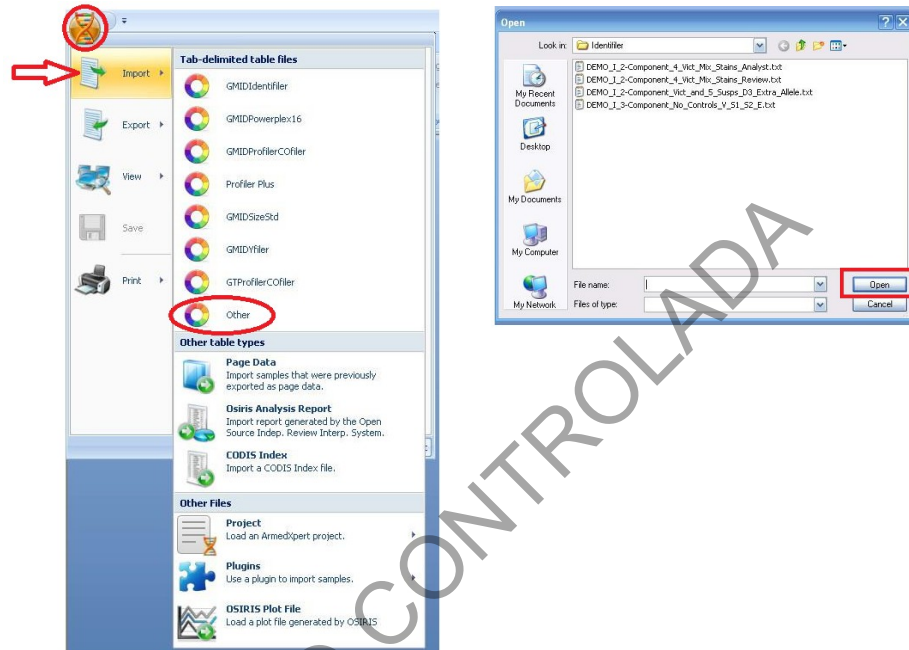 Import
Export
View
Save
Print
Tab-delimited table files
GMIDIdentifiler
GMIDPowerplex16
GMIDProfilerCOfiler
Profiler Plus
GMIDSizeStd
GMIDYfiler
GTProfilerCOfiler
Other
Other table types
Page Data
Import samples that were previously
exported as page data.
Osiris Analysis Report
Import report generated by the Open
Source Indep. Review Interp. System.
CODIS Index
Import a CODIS Index file.
Other Files
Project
Load an ArmedXpert project.
Plugins
Use a plugin to import samples.
OSIRIS Plot File
Load a plot file generated by OSIRIS
Open
Look in: Identifiler
My Recent
Documents
Desktop
My Documents
My Computer
My Network
DEMO_I_2-Component_4_Vict_Mix_Stains_Analyst.txt
DEMO_I_2-Component_4_Vict_Mix_Stains_Review.txt
DEMO_I_2-Component_Vict_and_5_Susps_D3_Extra_Allele.txt
DEMO_I_3-Component_No_Controls_V_S1_S2_E.txt
File name:
Open
Files of type:
Cancel
CONTROLADA